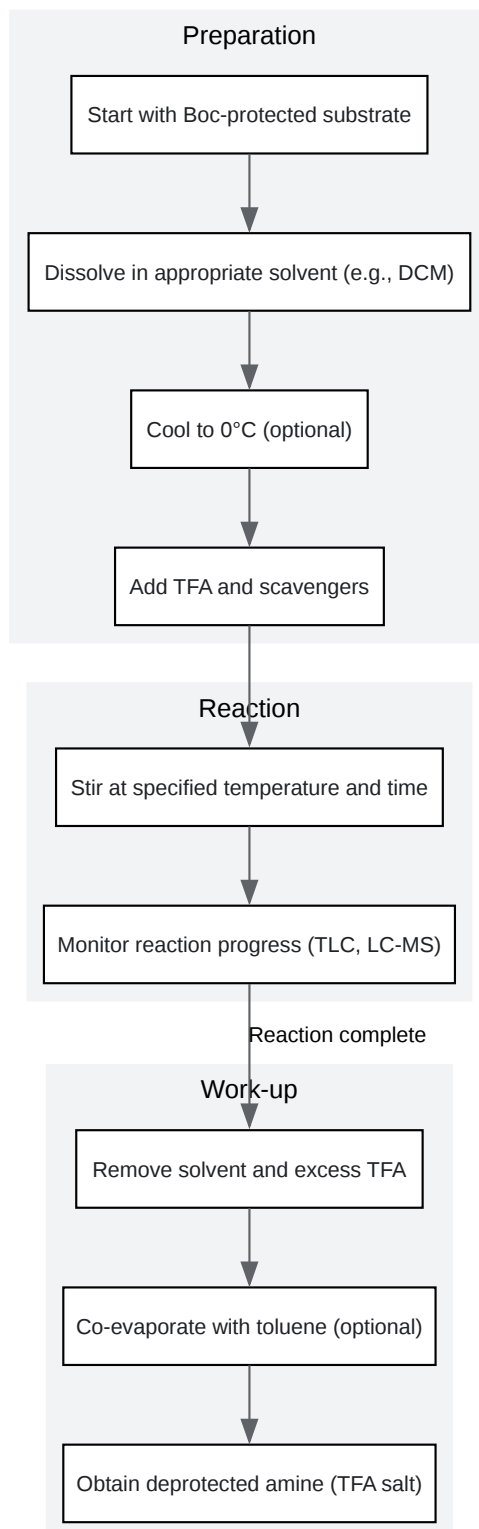 Preparation
Start with Boc-protected substrate
Dissolve in appropriate solvent (e.g., DCM)
Cool to 0°C (optional)
Add TFA and scavengers
Reaction
Stir at specified temperature and time
Monitor reaction progress (TLC, LC-MS)
Reaction complete
Work-up
Remove solvent and excess TFA
Co-evaporate with toluene (optional)
Obtain deprotected amine (TFA salt)